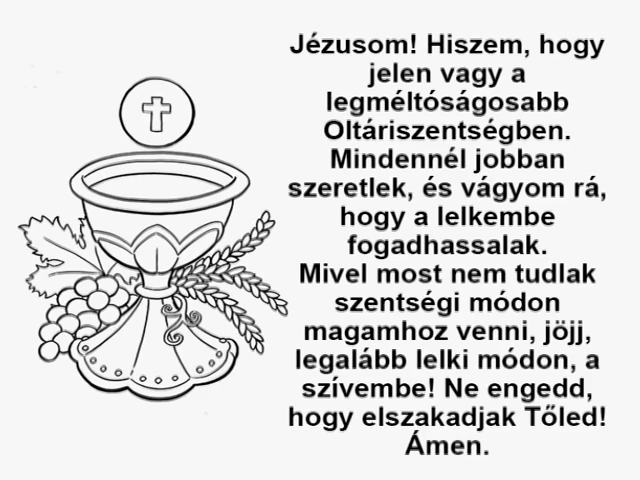 Jézusom! Hiszem, hogy
jelen vagy a
legméltóságosabb
Oltáriszentségben.
Mindennél jobban
szeretlek, és vágyom rá,
hogy a lelkembe
fogadhassalak.
Mivel most nem tudlak
szentségi módon
magamhoz venni, jöjj,
legalább lelki módon, a
szívembe! Ne engedd,
hogy elszakadjak Tőled!
Ámen.